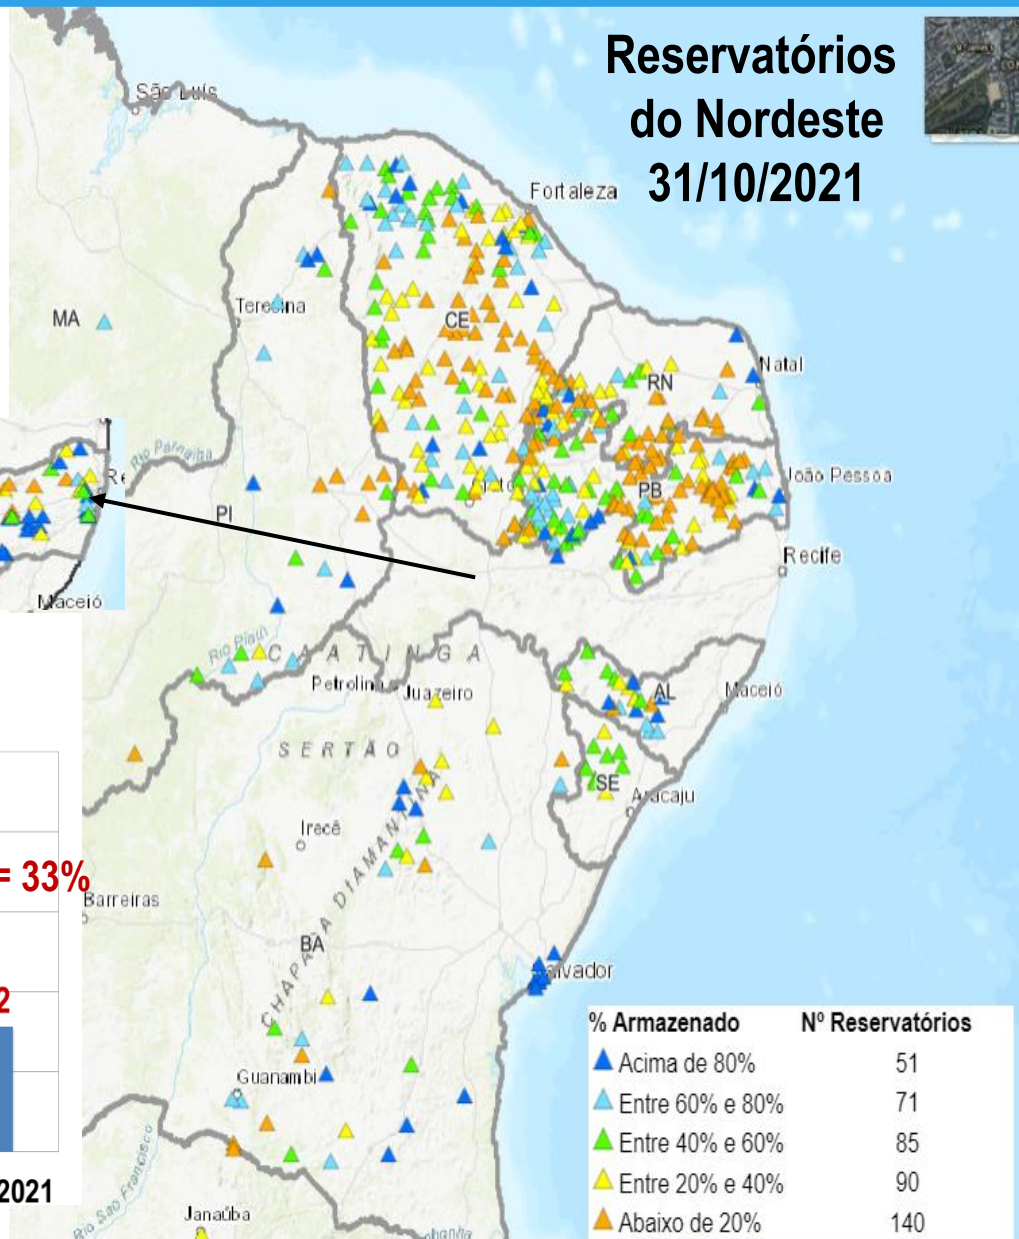 Reservatórios
do Nordeste
31/10/2021
São Luís
Fortaleza
Teresina
MA
CE
Natal
RN
Rio Parnaíba
João Pessoa
PB
PI
Crato
Recife
Maceió
Rio Piauí
CAATINGA
Petrolina
Juazeiro
AL
Maceió
SERTÃO
SE
Aracaju
Irecê
CHAPADA DIAMANTINA
= 33%
Barreiras
BA
Salvador
2
Guanambi
2021
Rio São Francisco
Janaúba
% Armazenado Nº Reservatórios
Acima de 80% 51
Entre 60% e 80% 71
Entre 40% e 60% 85
Entre 20% e 40% 90
Abaixo de 20% 140